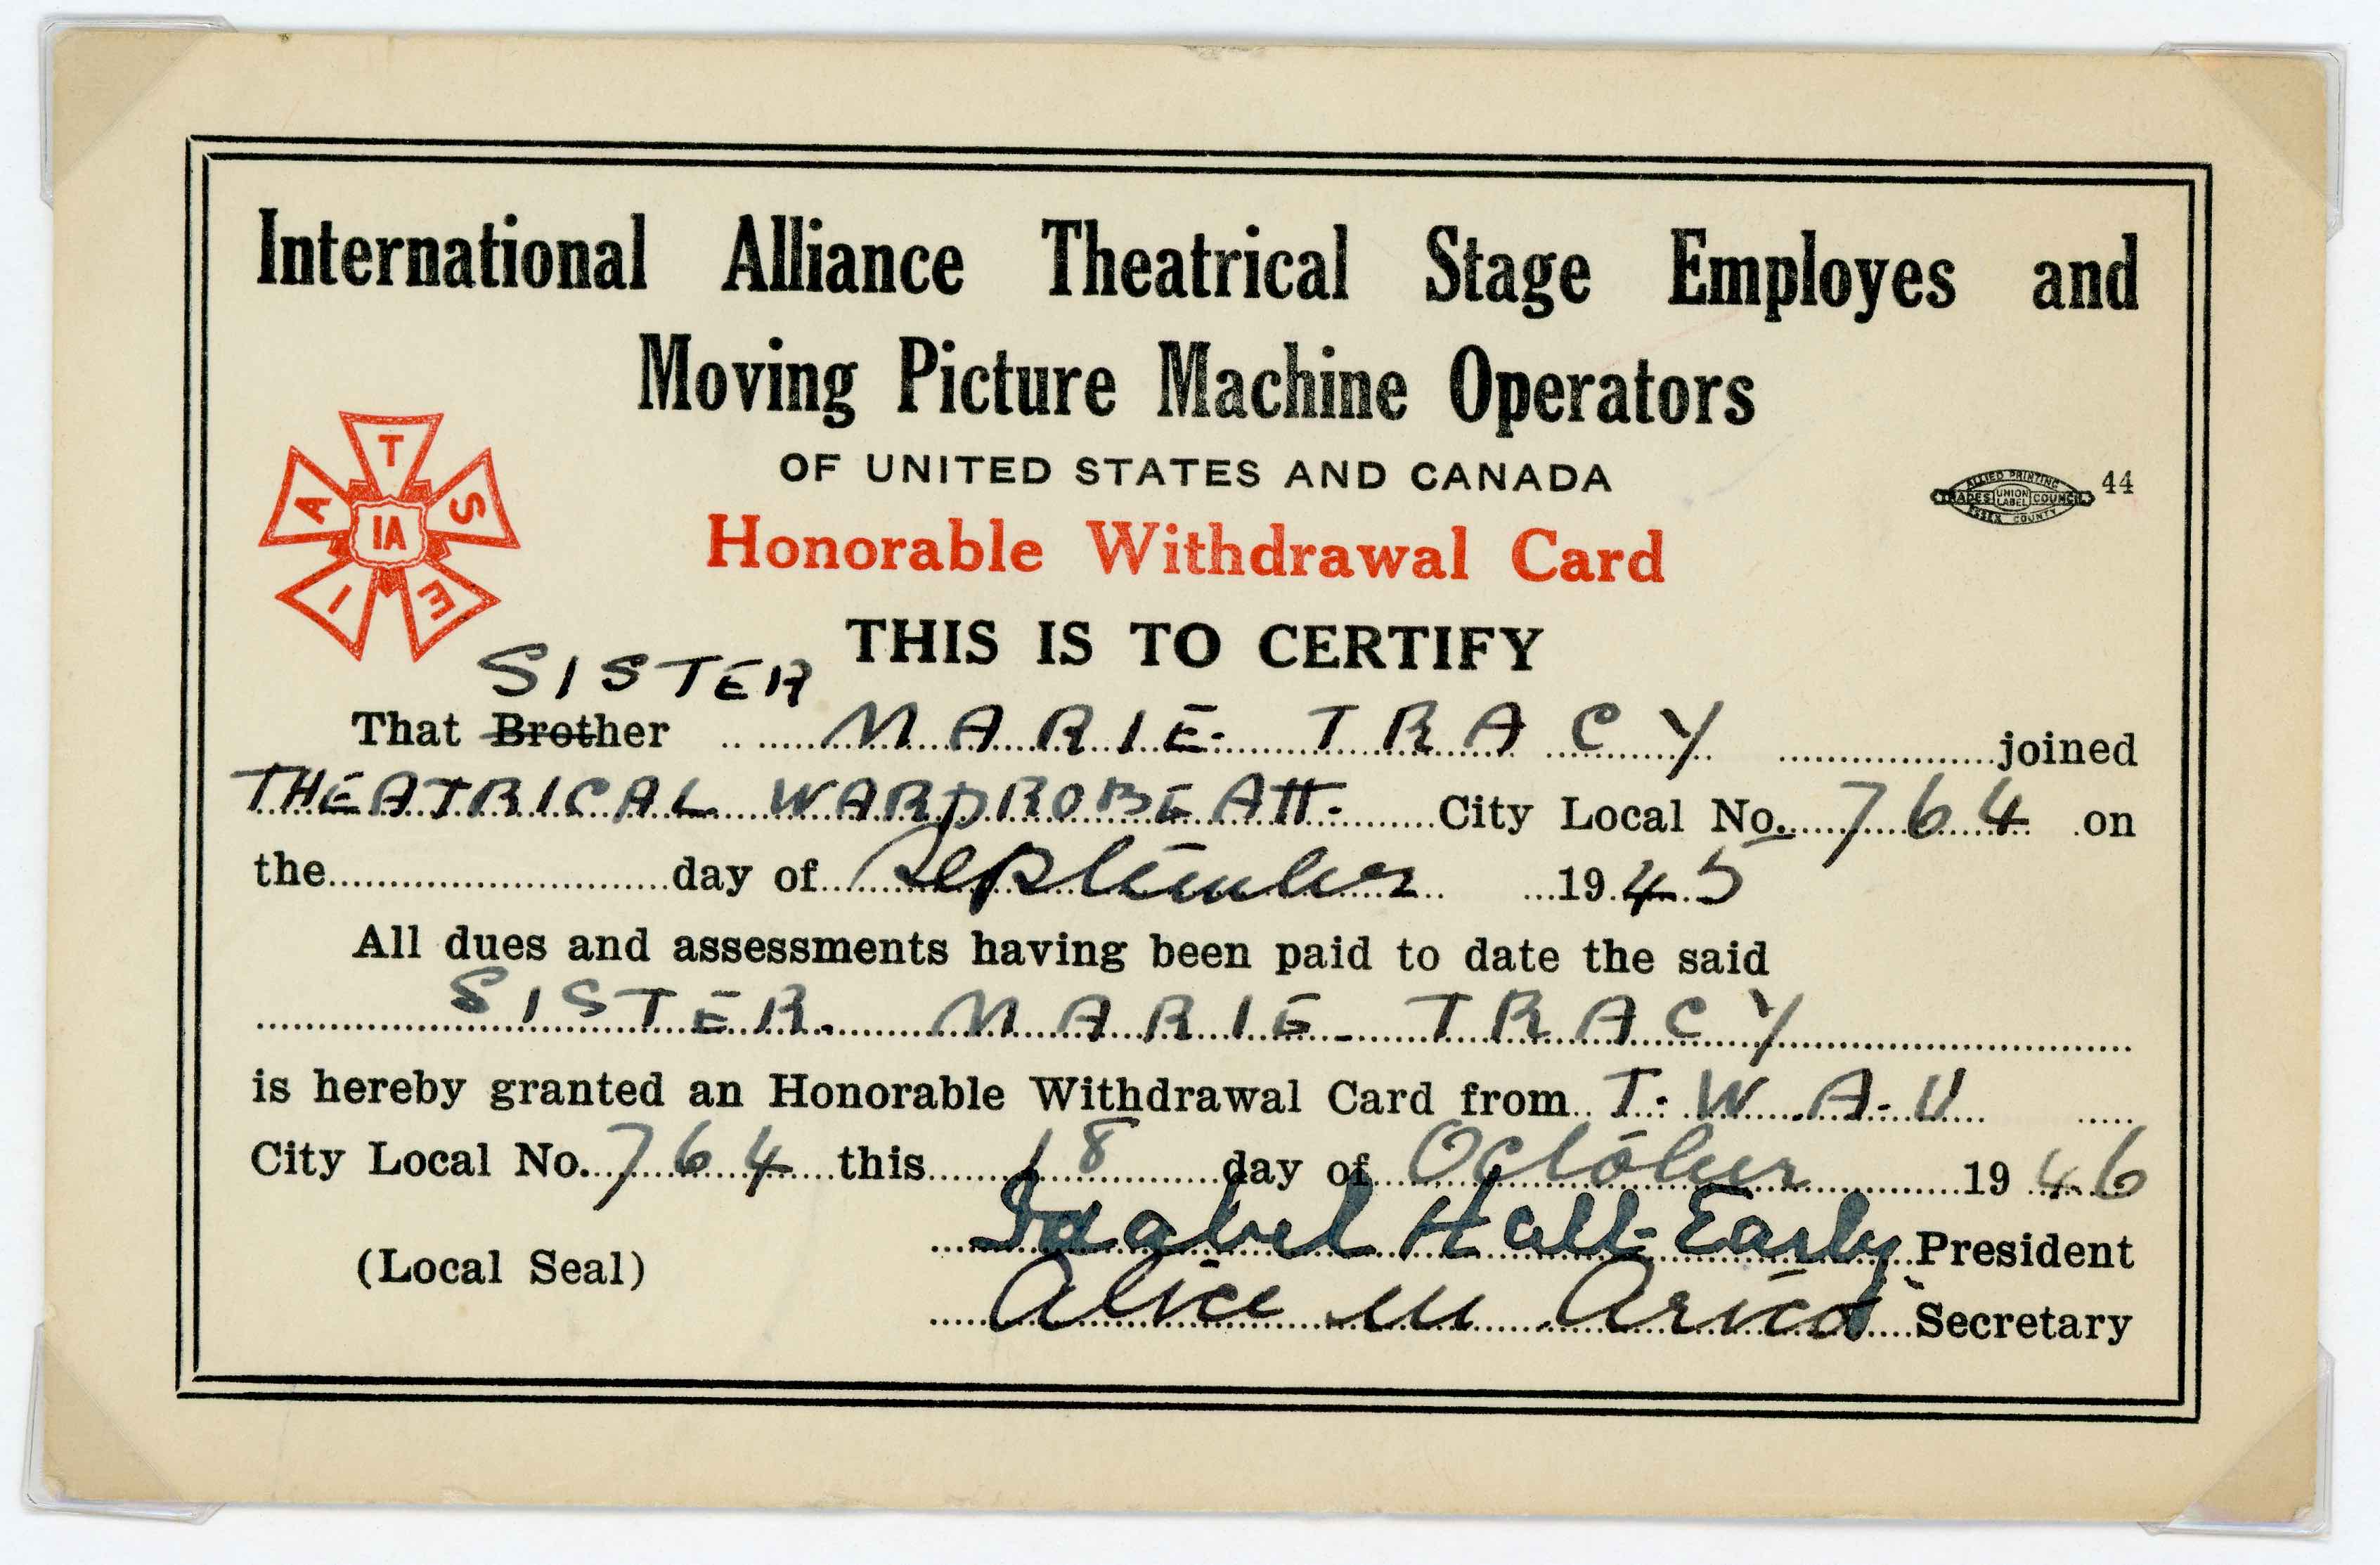 International Alliance Theatrical Stage Employes and
Moving Picture Machine Operators
OF UNITED STATES AND CANADA
I A T S E
IA
ALLIED PRINTING
TRADES UNION LABEL COUNCIL 44
ESSEX COUNTY
Honorable Withdrawal Card
THIS IS TO CERTIFY
SISTER
That Brother MARIE. TRACY joined
THEATRICAL WARDROBE ATT. City Local No. 764 on
the day of September 1945
All dues and assessments having been paid to date the said
SISTER. MARIE TRACY
is hereby granted an Honorable Withdrawal Card from T.W.A.U
City Local No. 764 this 18 day of October 1946
Isabel Hall-Early President
(Local Seal)
Alice M Arico Secretary